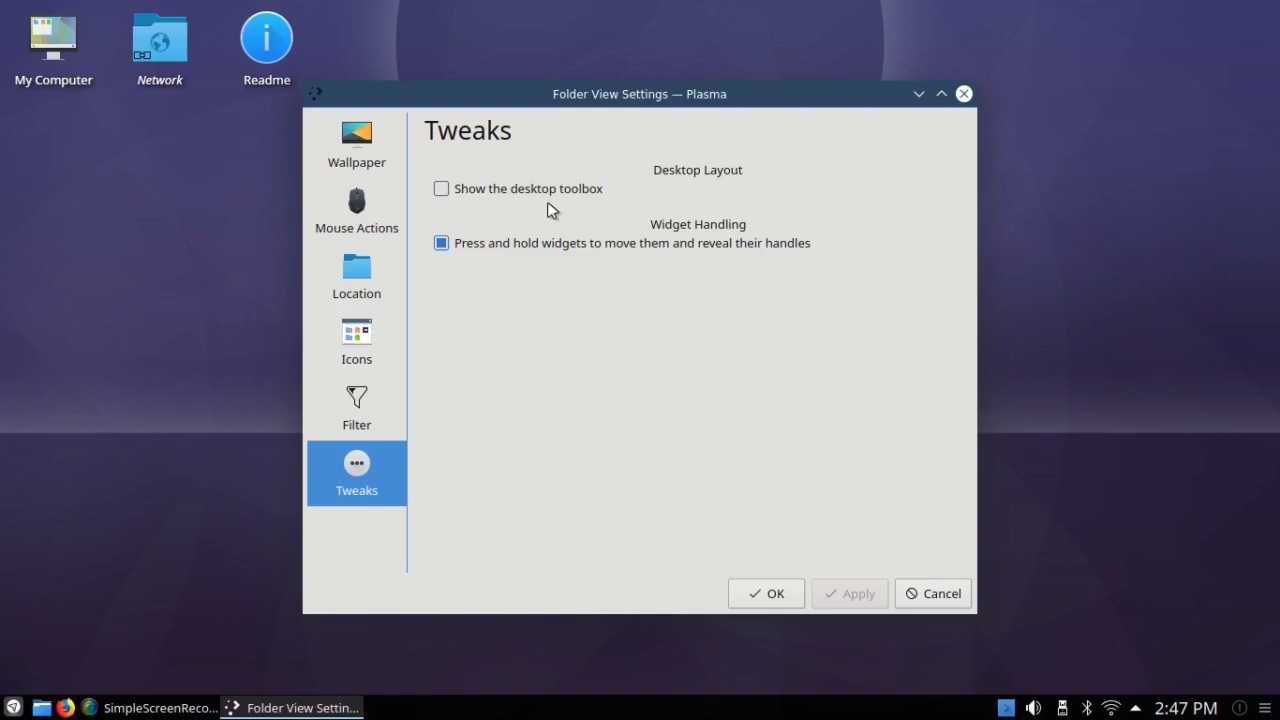 My Computer
Network
Readme
Folder View Settings — Plasma
Wallpaper
Mouse Actions
Location
Icons
Filter
Tweaks
Tweaks
Desktop Layout
Show the desktop toolbox
Widget Handling
Press and hold widgets to move them and reveal their handles
OK
Apply
Cancel
SimpleScreenReco...
Folder View Settin...
2:47 PM